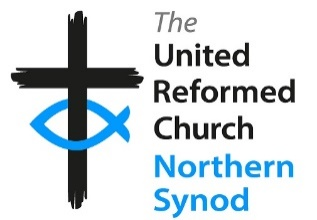 The
United
Reformed
Church
Northern
Synod